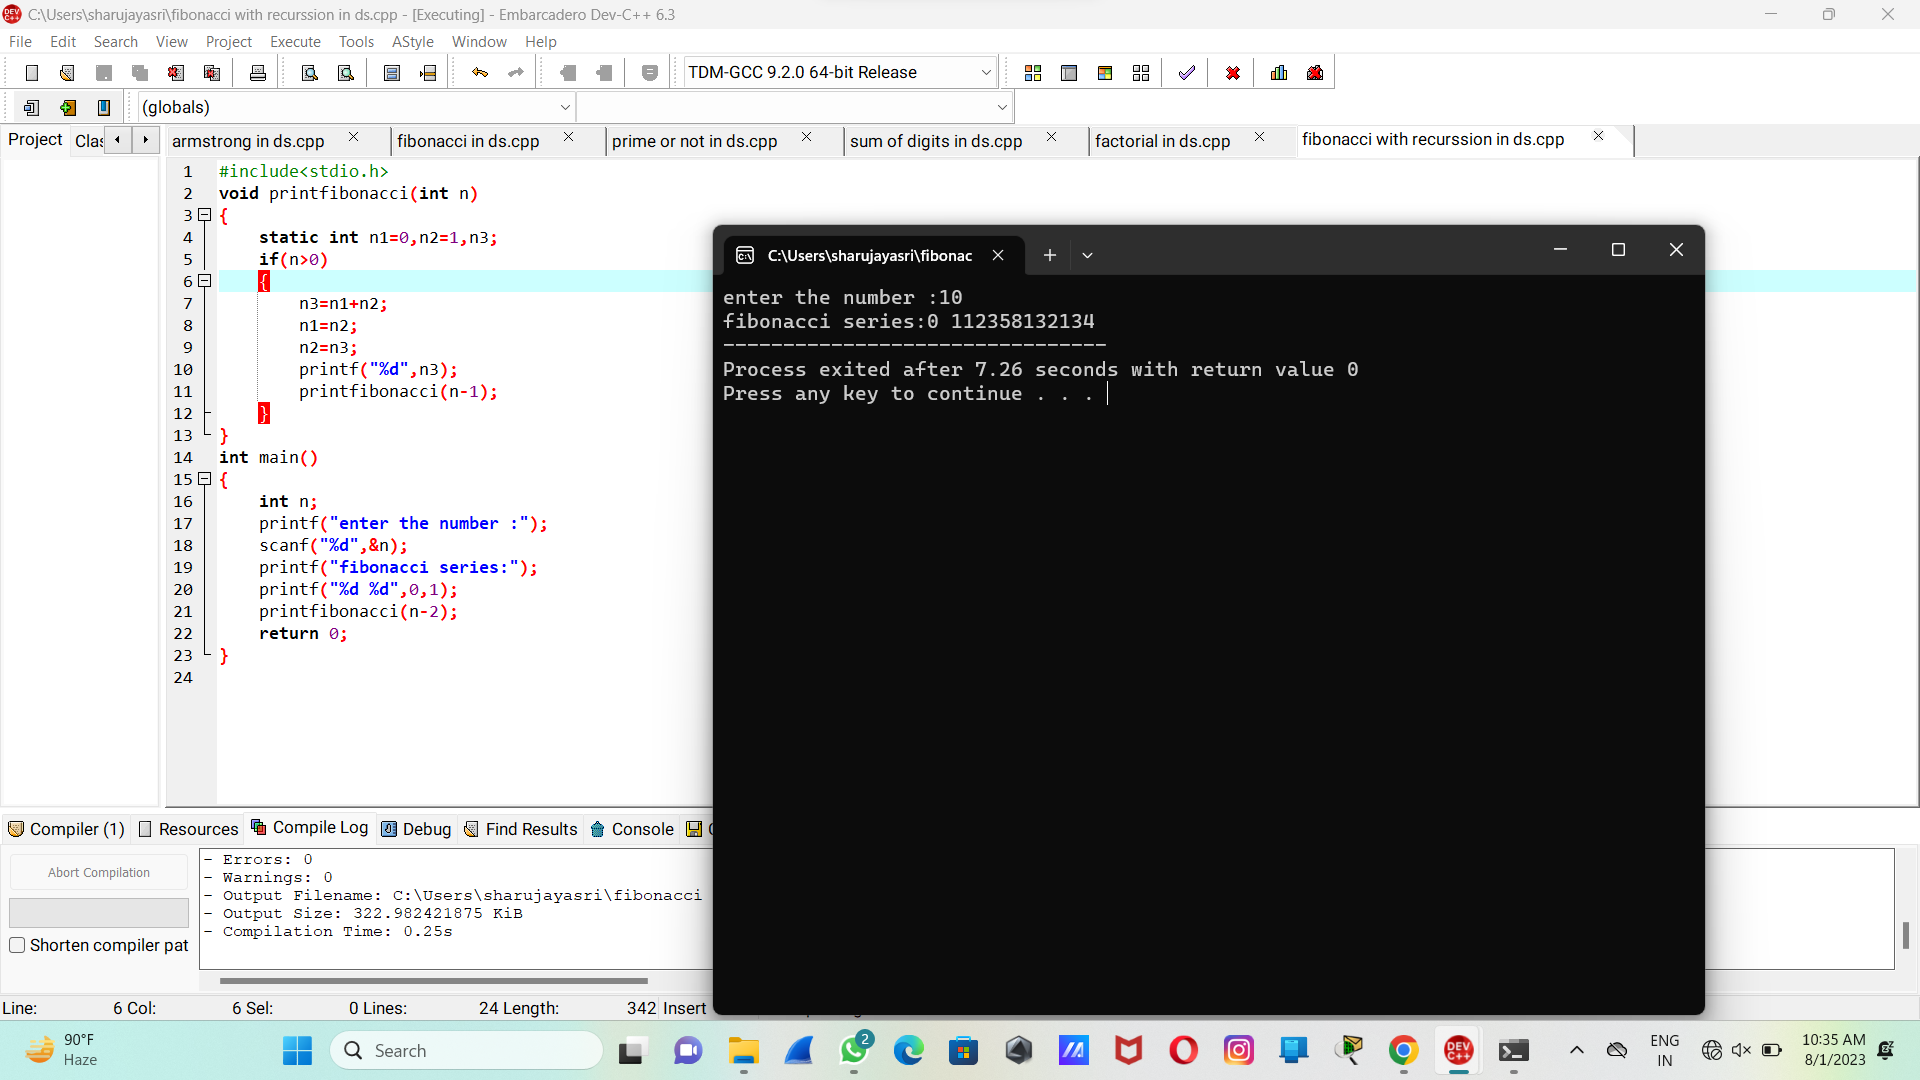 C:\Users\sharujayasri\fibonacci with recurssion in ds.cpp - [Executing] - Embarcadero Dev-C++ 6.3
File Edit Search View Project Execute Tools AStyle Window Help
TDM-GCC 9.2.0 64-bit Release
(globals)
Project Clas armstrong in ds.cpp fibonacci in ds.cpp prime or not in ds.cpp sum of digits in ds.cpp factorial in ds.cpp fibonacci with recurssion in ds.cpp
1 #include<stdio.h>
2 void printfibonacci(int n)
3 {
4 static int n1=0,n2=1,n3;
5 if(n>0)
6 {
7 n3=n1+n2;
8 n1=n2;
9 n2=n3;
10 printf("%d",n3);
11 printfibonacci(n-1);
12 }
13 }
14 int main()
15 {
16 int n;
17 printf("enter the number :");
18 scanf("%d",&n);
19 printf("fibonacci series:");
20 printf("%d %d",0,1);
21 printfibonacci(n-2);
22 return 0;
23 }
24
C:\Users\sharujayasri\fibonac
enter the number :10
fibonacci series:0 112358132134
--------------------------------
Process exited after 7.26 seconds with return value 0
Press any key to continue . . .
Compiler (1) Resources Compile Log Debug Find Results Console
Abort Compilation
Shorten compiler pat
- Errors: 0
- Warnings: 0
- Output Filename: C:\Users\sharujayasri\fibonacci
- Output Size: 322.982421875 KiB
- Compilation Time: 0.25s
Line: 6 Col: 6 Sel: 0 Lines: 24 Length: 342 Insert
90°F
Haze
Search
2
DEV C++
ENG
IN
10:35 AM
8/1/2023